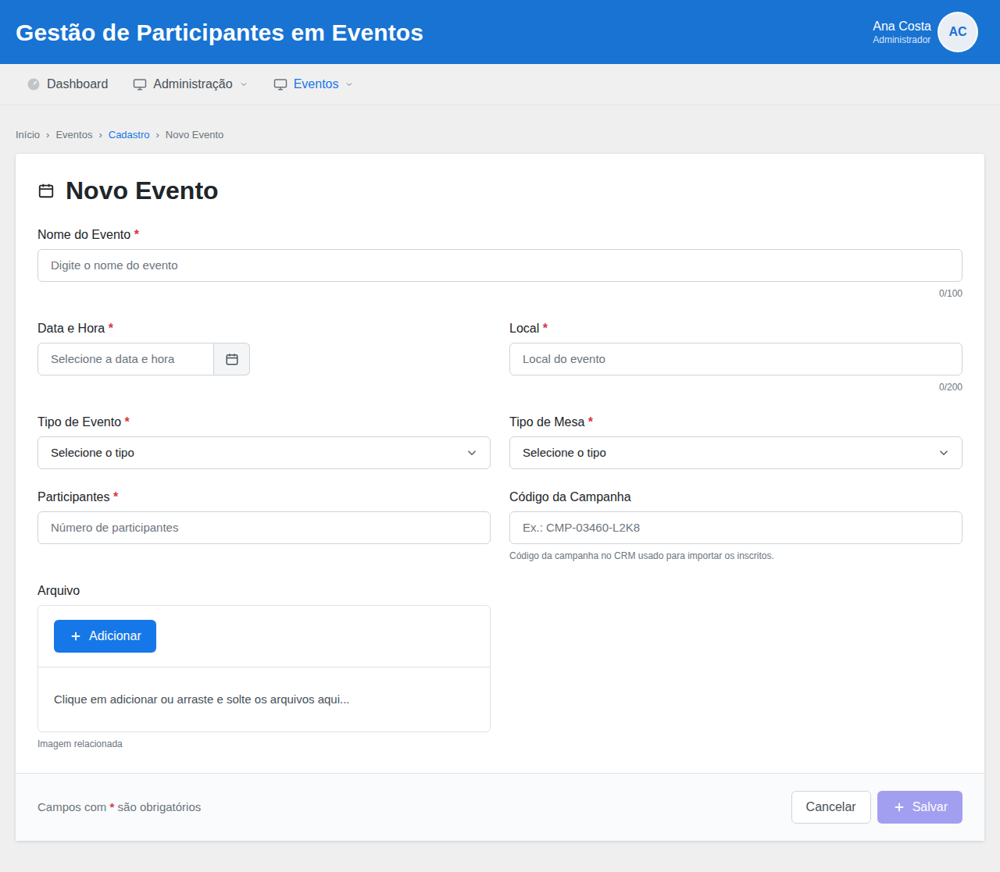 Gestão de Participantes em Eventos
Ana Costa
Administrador
AC
Dashboard
Administração
Eventos
Início › Eventos › Cadastro › Novo Evento
Novo Evento
Nome do Evento *
Digite o nome do evento
0/100
Data e Hora *
Local *
Selecione a data e hora
Local do evento
0/200
Tipo de Evento *
Tipo de Mesa *
Selecione o tipo
Selecione o tipo
Participantes *
Código da Campanha
Número de participantes
Ex.: CMP-03460-L2K8
Código da campanha no CRM usado para importar os inscritos.
Arquivo
Adicionar
Clique em adicionar ou arraste e solte os arquivos aqui...
Imagem relacionada
Campos com * são obrigatórios
Cancelar
Salvar